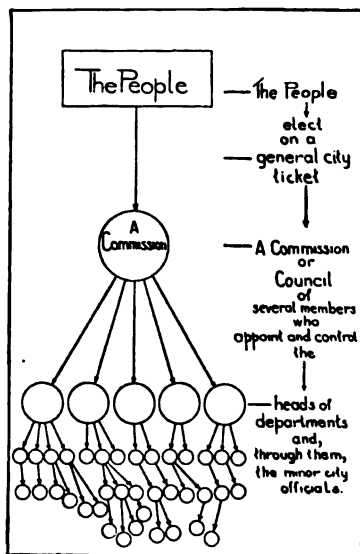 The People
A
Commission
The People
elect
on a
general city
ticket
A Commission
or
Council
of
several members
who
appoint and control
the
heads of
departments
and,
through them,
the minor city
officials.